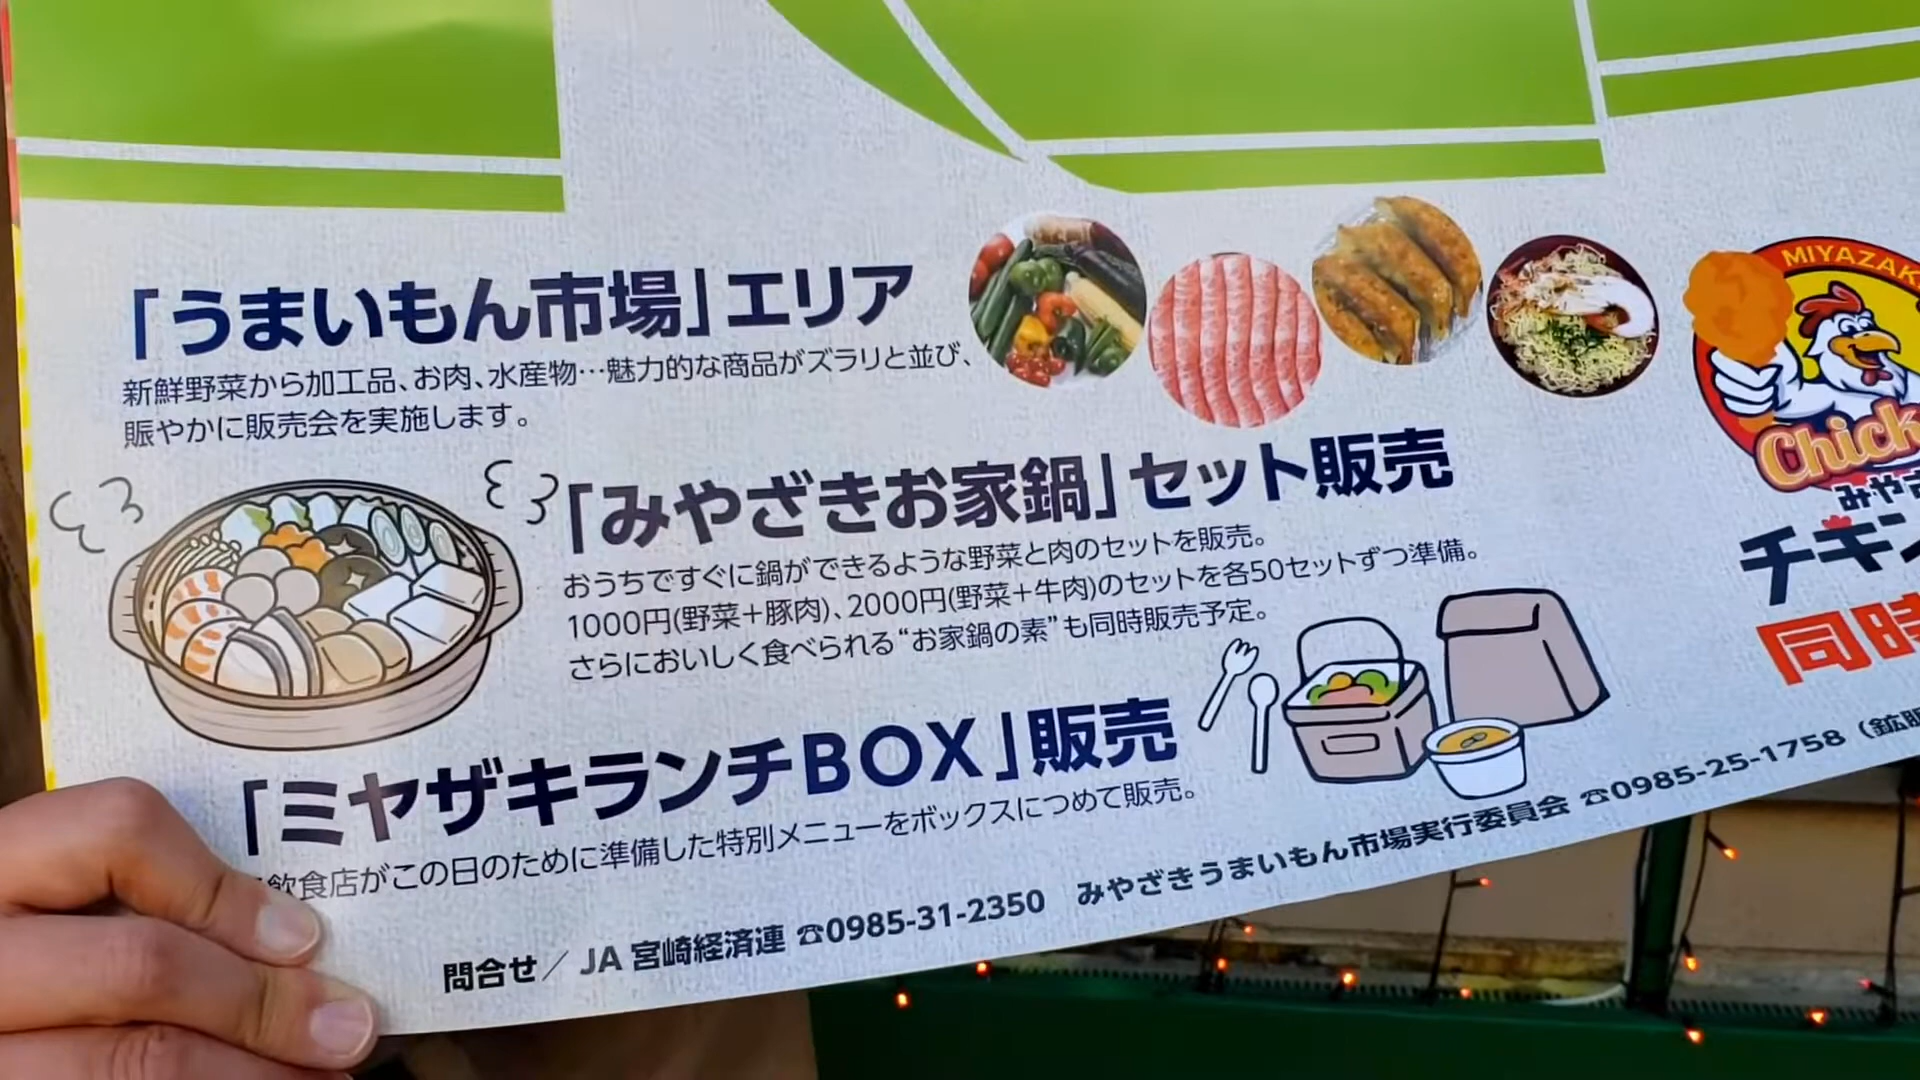 「うまいもん市場」エリア
新鮮野菜から加工品、お肉、水産物…魅力的な商品がズラリと並び、
賑やかに販売会を実施します。
「みやざきお家鍋」セット販売
おうちですぐに鍋ができるような野菜と肉のセットを販売。
1000円(野菜＋豚肉)、2000円(野菜＋牛肉)のセットを各50セットずつ準備。
さらにおいしく食べられる“お家鍋の素”も同時販売予定。
「ミヤザキランチBOX」販売
飲食店がこの日のために準備した特別メニューをボックスにつめて販売。
問合せ／JA 宮崎経済連 ☎0985-31-2350　みやざきうまいもん市場実行委員会 ☎0985-25-1758（鉱脈
MIYAZAK
Chick
みやざ
チキン
同時